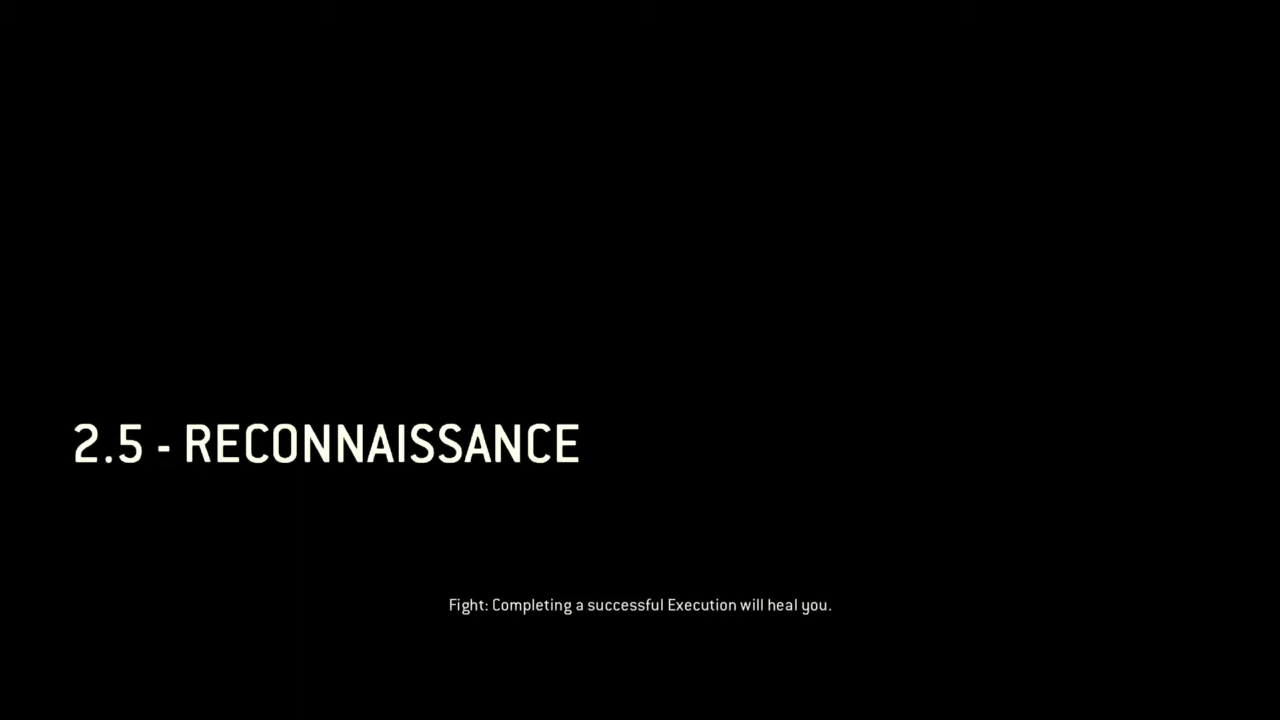 2.5 - RECONNAISSANCE
Fight: Completing a successful Execution will heal you.